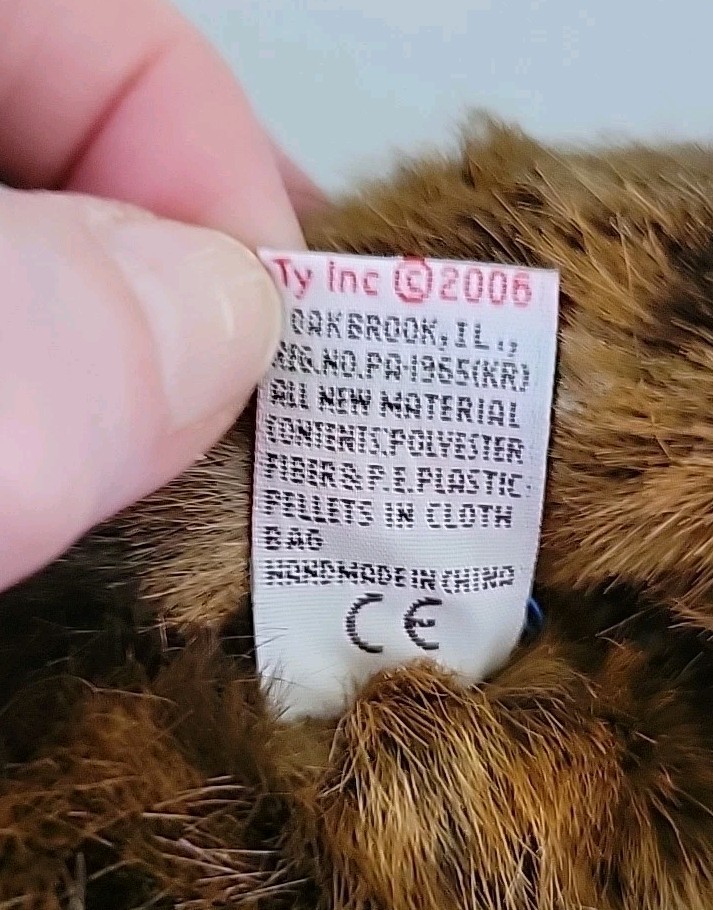 Ty Inc ©2006
OAKBROOK, IL.,
REG.NO.PA-1965(KR)
ALL NEW MATERIAL
CONTENTS:POLYESTER
FIBER & P.E.PLASTIC
PELLETS IN CLOTH
BAG
HANDMADE IN CHINA
CE